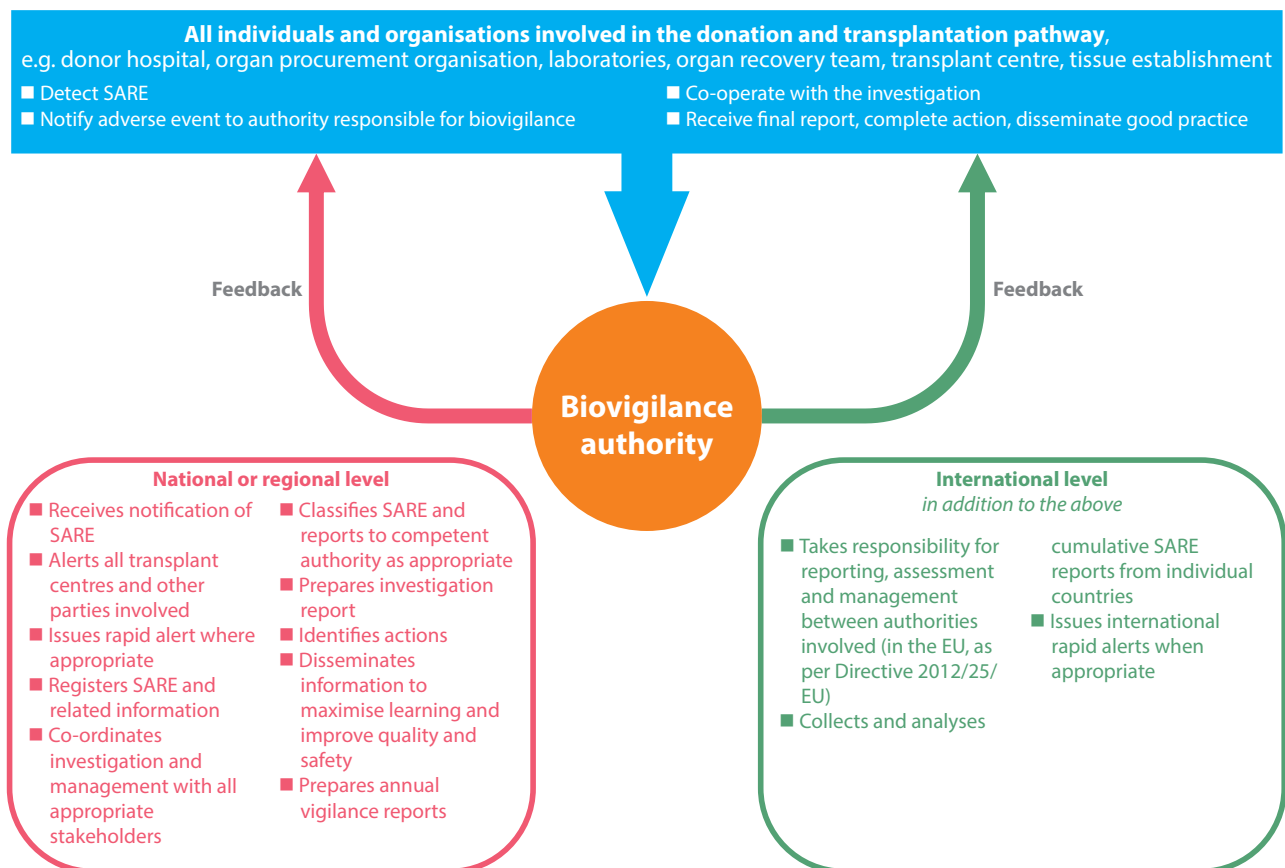 All individuals and organisations involved in the donation and transplantation pathway,
e.g. donor hospital, organ procurement organisation, laboratories, organ recovery team, transplant centre, tissue establishment
■ Detect SARE
■ Notify adverse event to authority responsible for biovigilance
■ Co-operate with the investigation
■ Receive final report, complete action, disseminate good practice
Feedback
Feedback
Biovigilance
authority
National or regional level
■ Receives notification of
SARE
■ Alerts all transplant
centres and other
parties involved
■ Issues rapid alert where
appropriate
■ Registers SARE and
related information
■ Co-ordinates
investigation and
management with all
appropriate
stakeholders
■ Classifies SARE and
reports to competent
authority as appropriate
■ Prepares investigation
report
■ Identifies actions
■ Disseminates
information to
maximise learning and
improve quality and
safety
■ Prepares annual
vigilance reports
International level
in addition to the above
■ Takes responsibility for
reporting, assessment
and management
between authorities
involved (in the EU, as
per Directive 2012/25/
EU)
■ Collects and analyses
cumulative SARE
reports from individual
countries
■ Issues international
rapid alerts when
appropriate